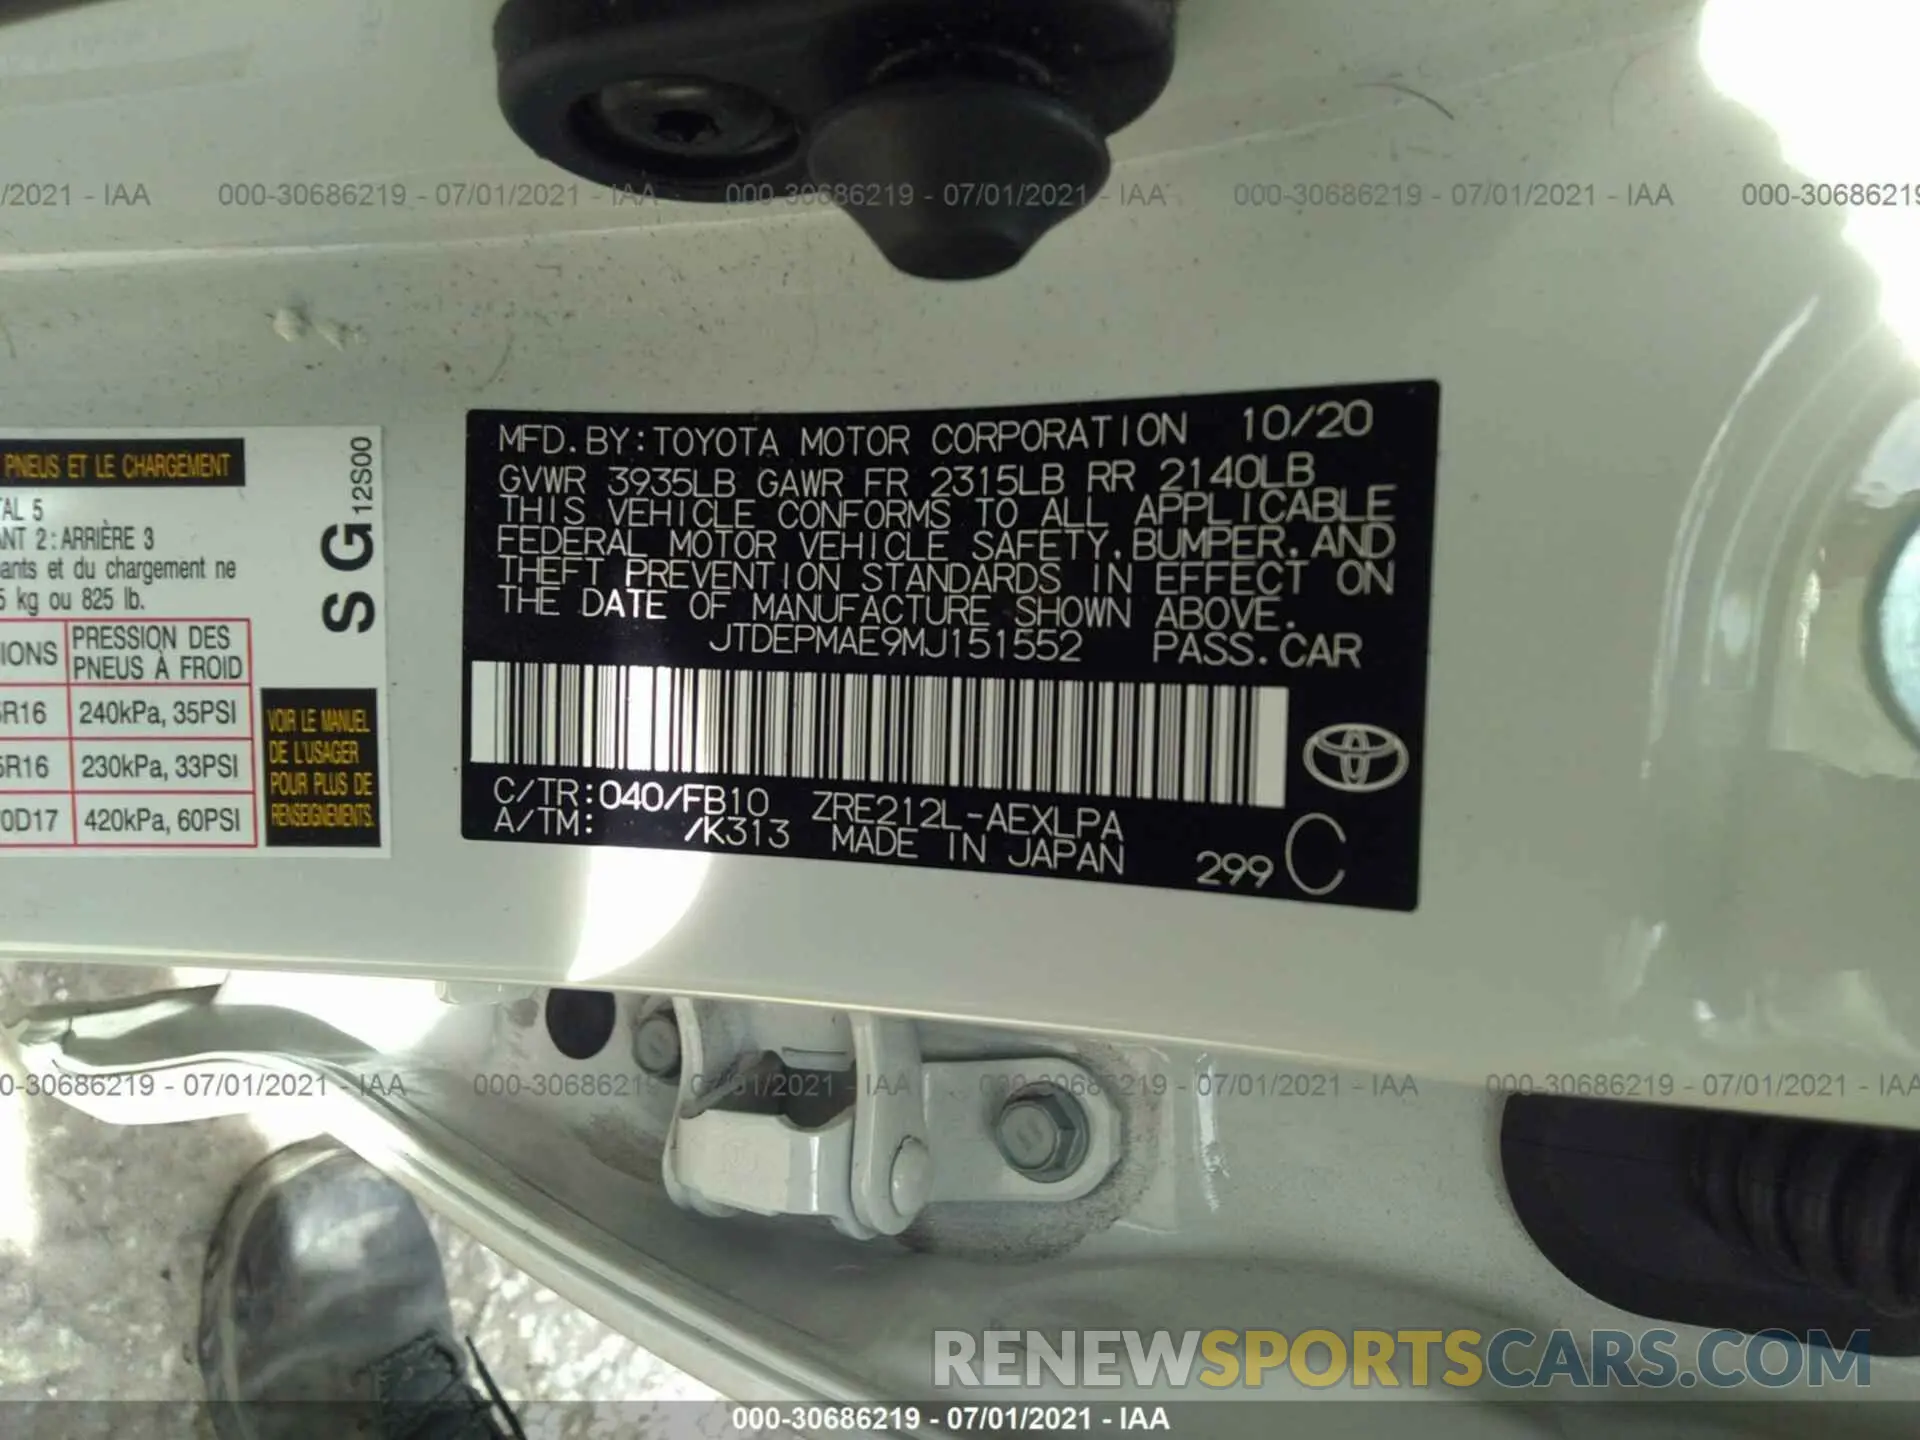 /2021 - IAA 000-30686219 - 07/01/2021 - IAA 000-30686219 - 07/01/2021 - IAA 000-30686219 - 07/01/2021 - IAA 000-30686219
MFD. BY: TOYOTA MOTOR CORPORATION 10/20
GVWR 3935LB GAWR FR 2315LB RR 2140LB
THIS VEHICLE CONFORMS TO ALL APPLICABLE
FEDERAL MOTOR VEHICLE SAFETY, BUMPER, AND
THEFT PREVENTION STANDARDS IN EFFECT ON
THE DATE OF MANUFACTURE SHOWN ABOVE.
JTDEPMAE9MJ151552 PASS. CAR
C/TR: 040/FB10 ZRE212L-AEXLPA
A/TM: /K313 MADE IN JAPAN 299 C
PNEUS ET LE CHARGEMENT
TAL 5
ANT 2 : ARRIÈRE 3
ants et du chargement ne
5 kg ou 825 lb.
SG 12S00
IONS PRESSION DES
PNEUS À FROID
R16 240kPa, 35PSI
R16 230kPa, 33PSI
0D17 420kPa, 60PSI
VOIR LE MANUEL
DE L'USAGER
POUR PLUS DE
RENSEIGNEMENTS.
0-30686219 - 07/01/2021 - IAA 000-30686219 - 07/01/2021 - IAA 000-30686219 - 07/01/2021 - IAA 000-30686219 - 07/01/2021 - IAA
RENEWSPORTSCARS.COM
000-30686219 - 07/01/2021 - IAA